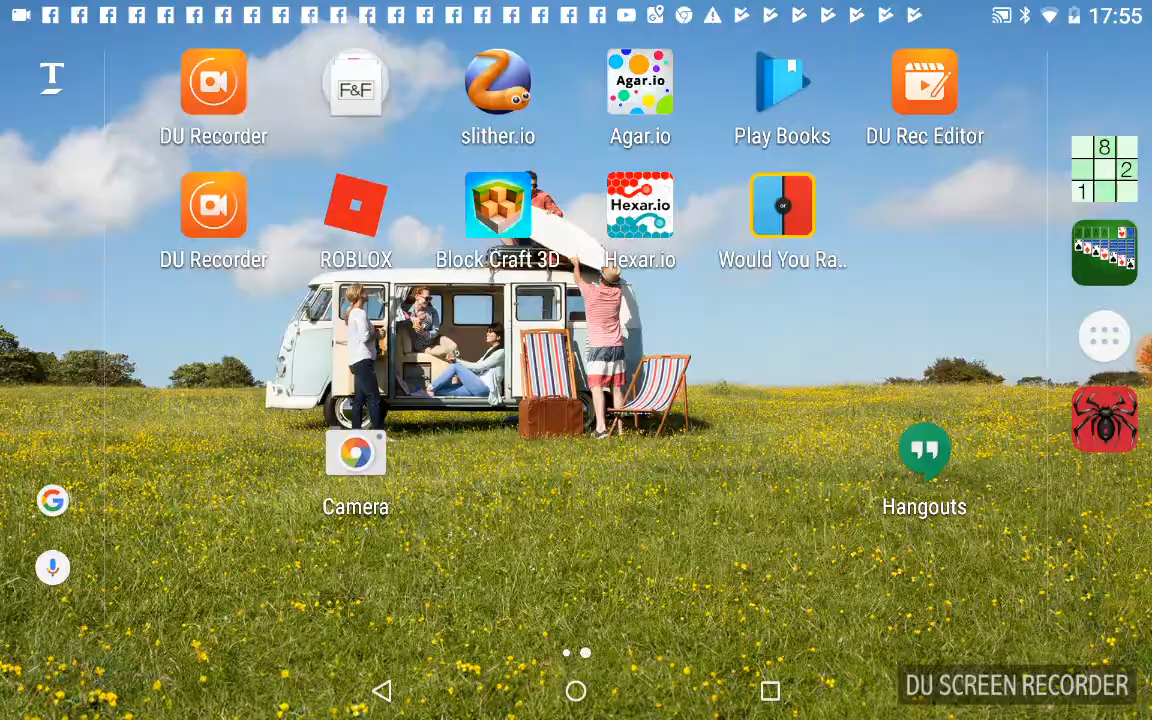 17:55
T
DU Recorder
F&F
slither.io
Agar.io
Agar.io
Play Books
DU Rec Editor
8
2
1
DU Recorder
ROBLOX
Block Craft 3D
Hexar.io
Hexar.io
or
Would You Ra..
Camera
Hangouts
G
DU SCREEN RECORDER